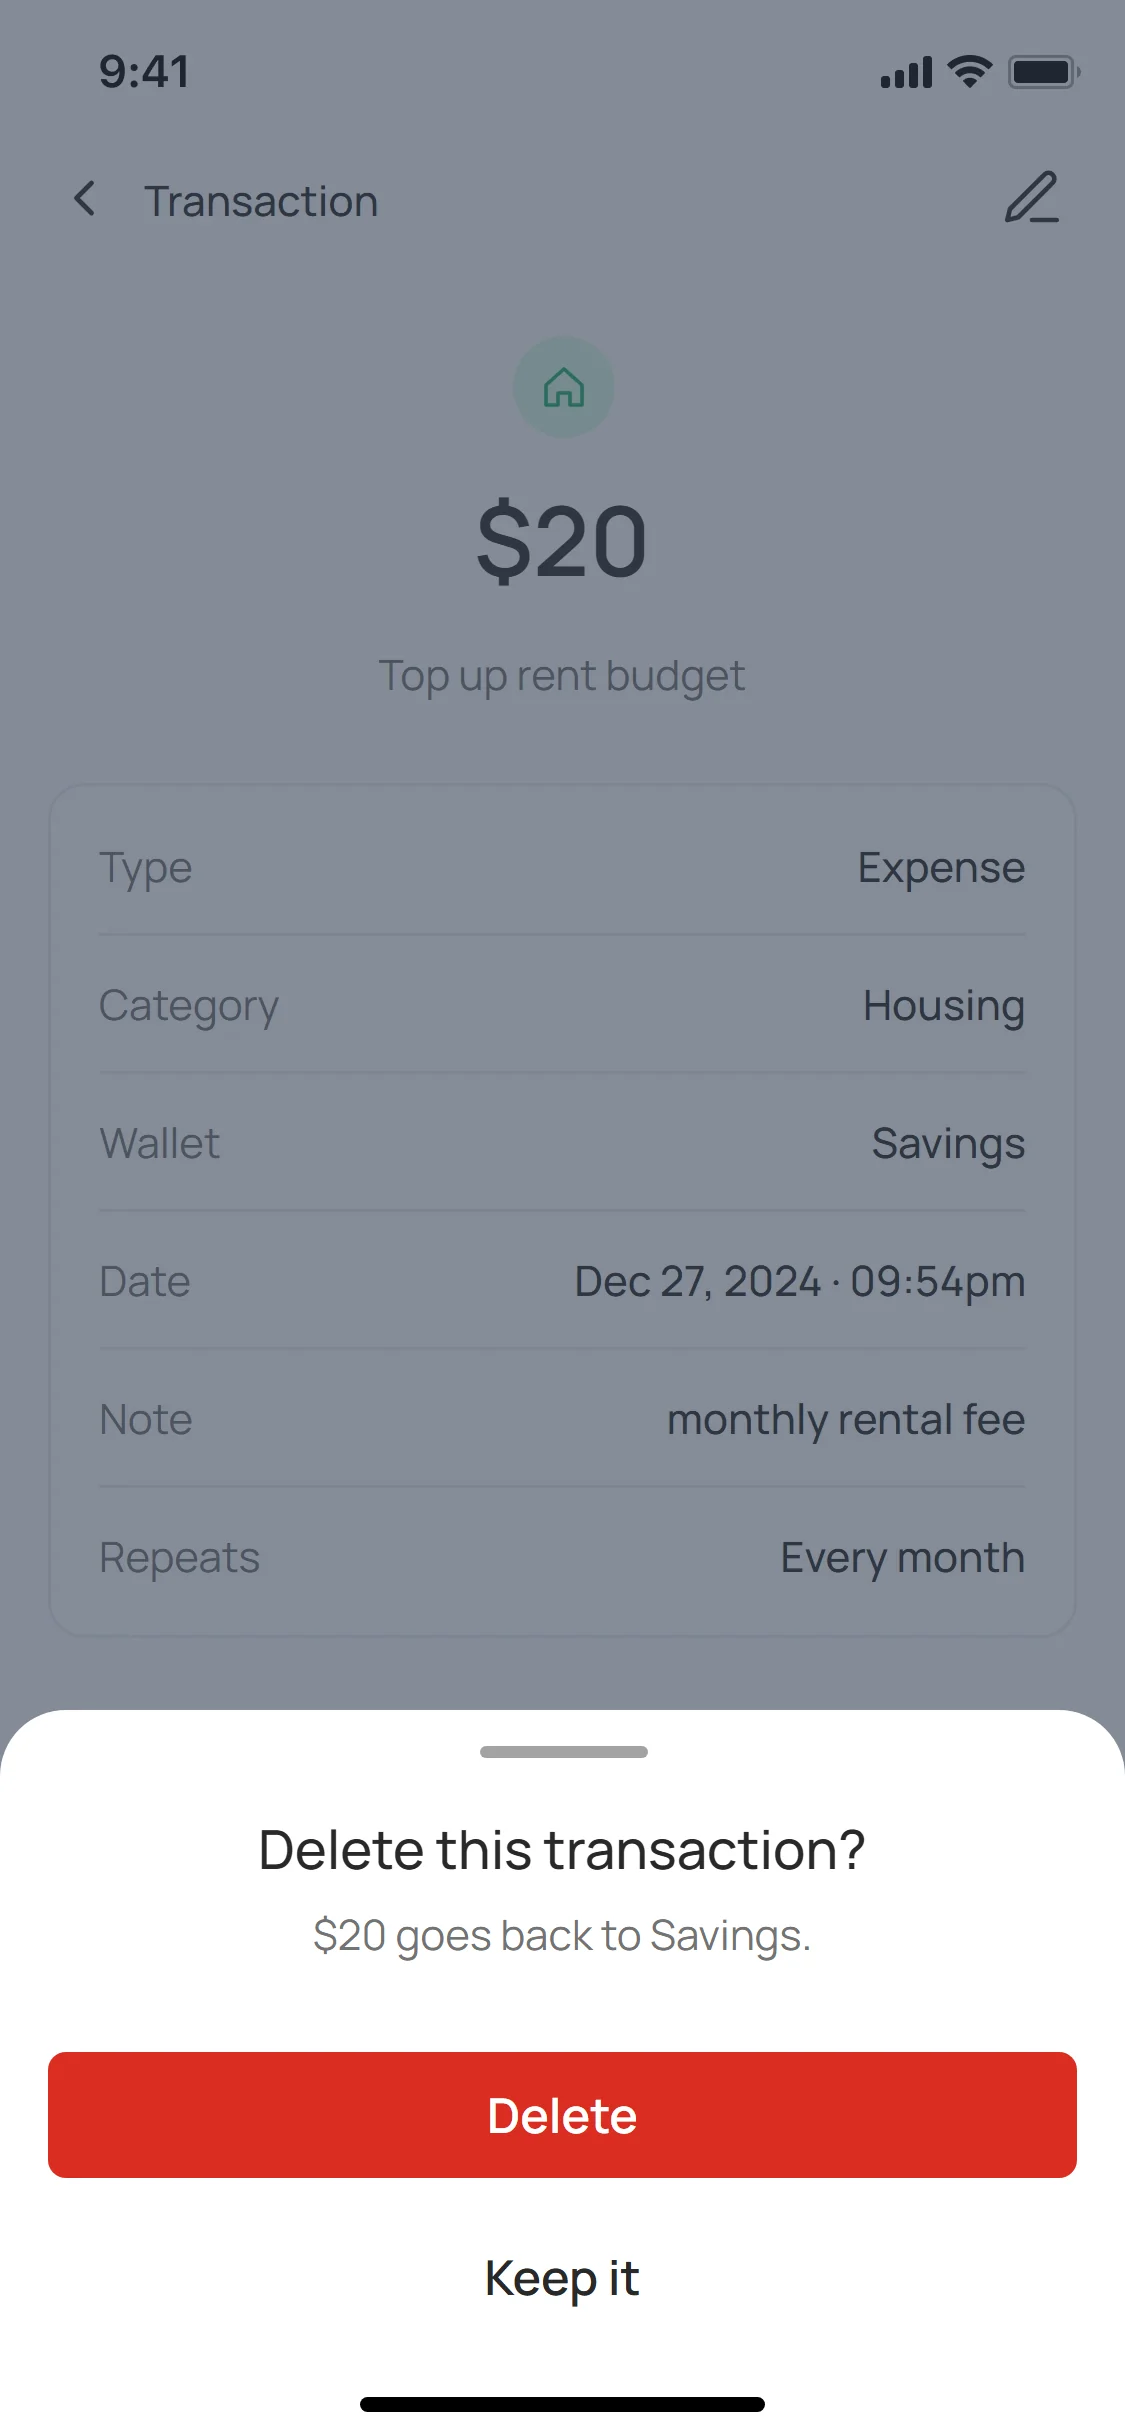 9:41
Transaction
$20
Top up rent budget
Type Expense
Category Housing
Wallet Savings
Date Dec 27, 2024 · 09:54pm
Note monthly rental fee
Repeats Every month
Delete this transaction?
$20 goes back to Savings.
Delete
Keep it